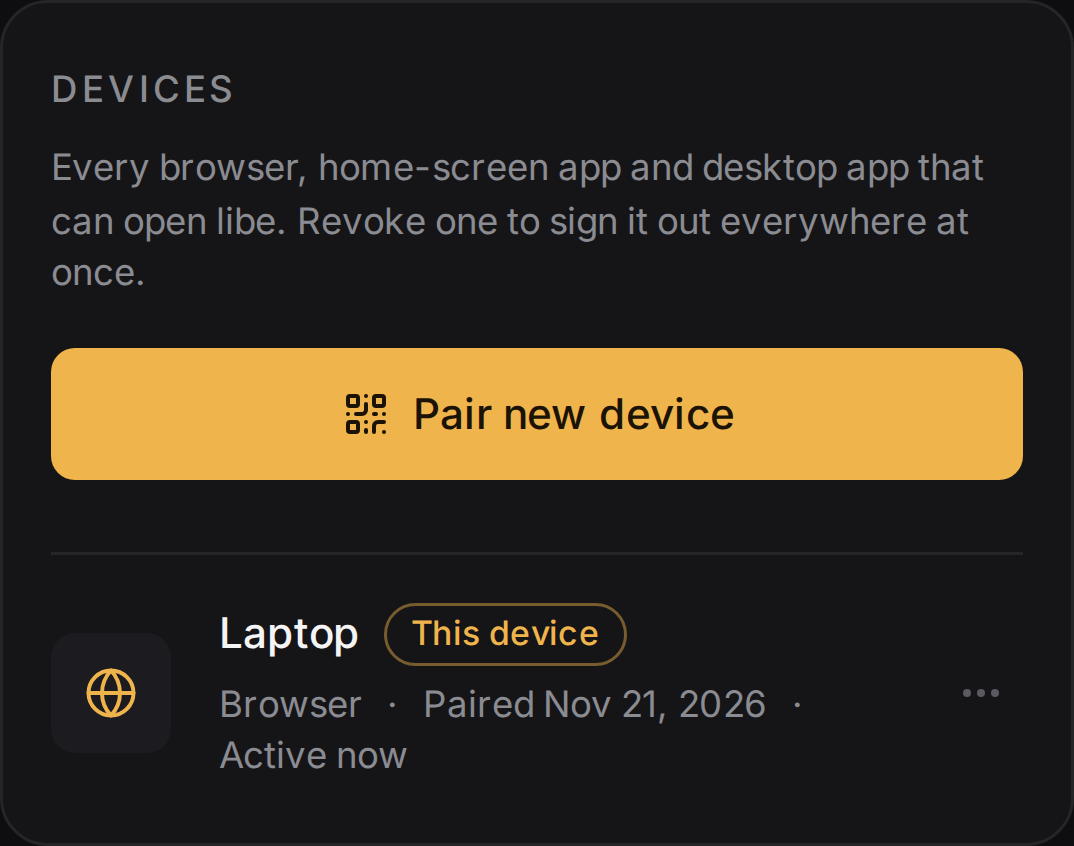 DEVICES
Every browser, home-screen app and desktop app that
can open libe. Revoke one to sign it out everywhere at
once.
Pair new device
Laptop This device
Browser · Paired Nov 21, 2026 ·
Active now